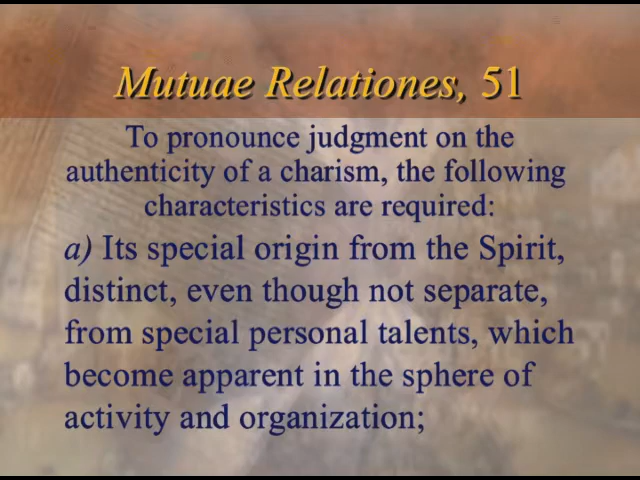 Mutuae Relationes, 51
To pronounce judgment on the
authenticity of a charism, the following
characteristics are required:
a) Its special origin from the Spirit,
distinct, even though not separate,
from special personal talents, which
become apparent in the sphere of
activity and organization;